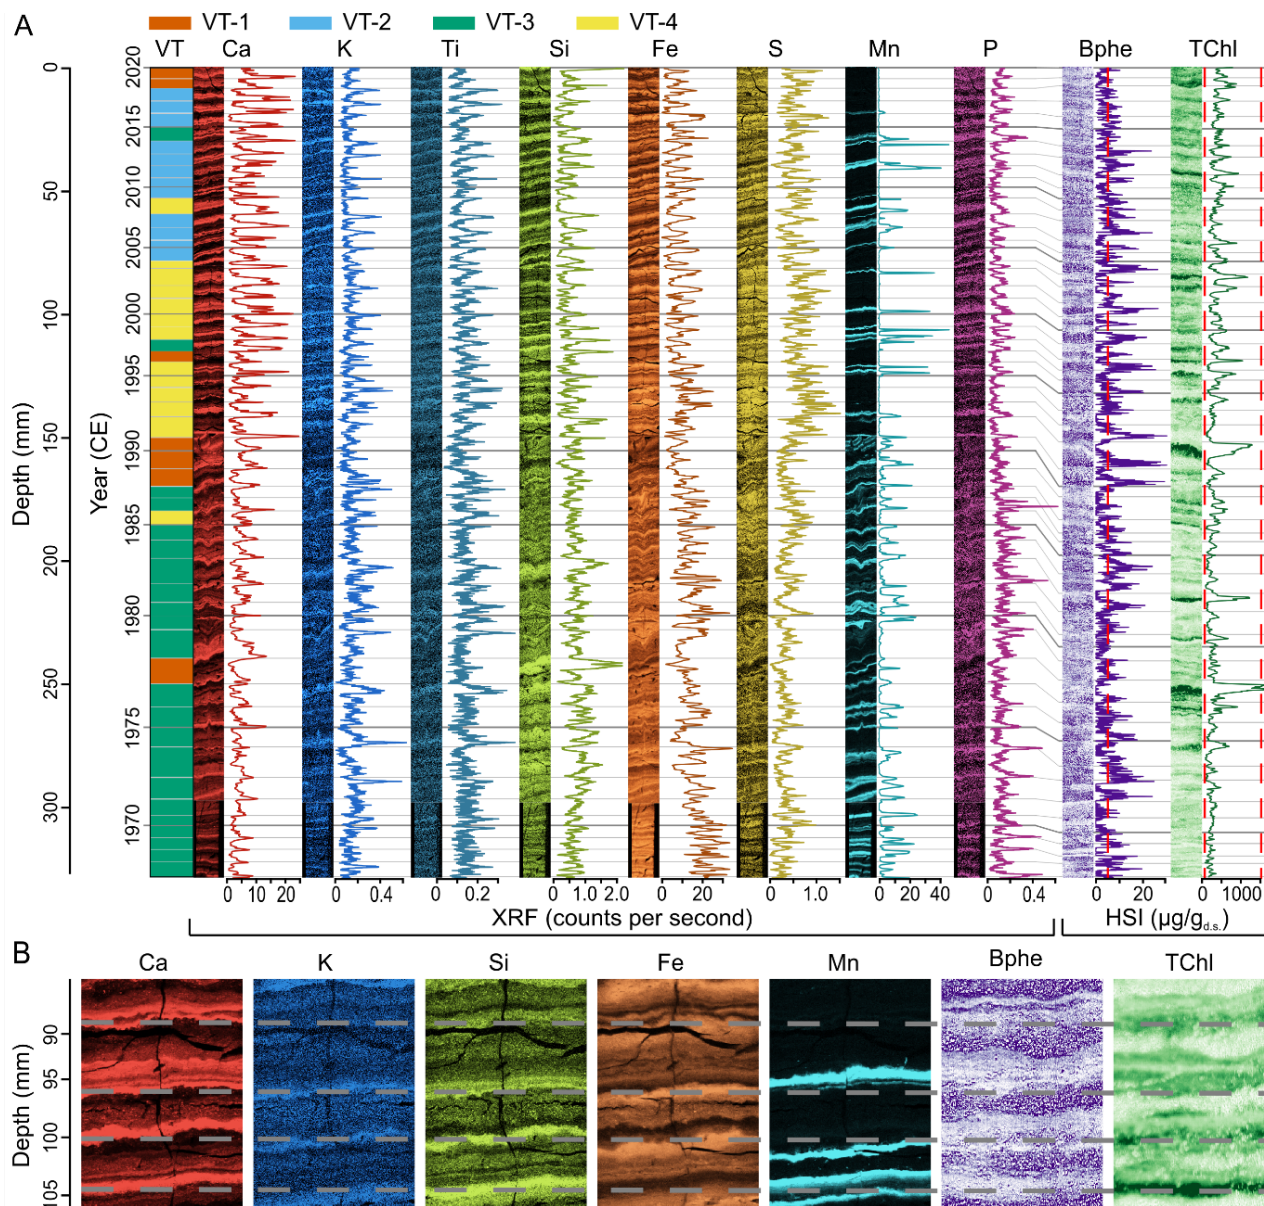 A
VT-1 VT-2 VT-3 VT-4
VT Ca K Ti Si Fe S Mn P Bphe TChl
Depth (mm)
0
50
100
150
200
250
300
Year (CE)
2020
2015
2010
2005
2000
1995
1990
1985
1980
1975
1970
0 10 20 0 0.4 0 0.2 0 1.0 2.0 0 20 0 1.0 0 20 40 0 0.4 0 20 0 1000
XRF (counts per second) HSI (µg/g d.s.)
B
Ca K Si Fe Mn Bphe TChl
Depth (mm)
90
95
100
105